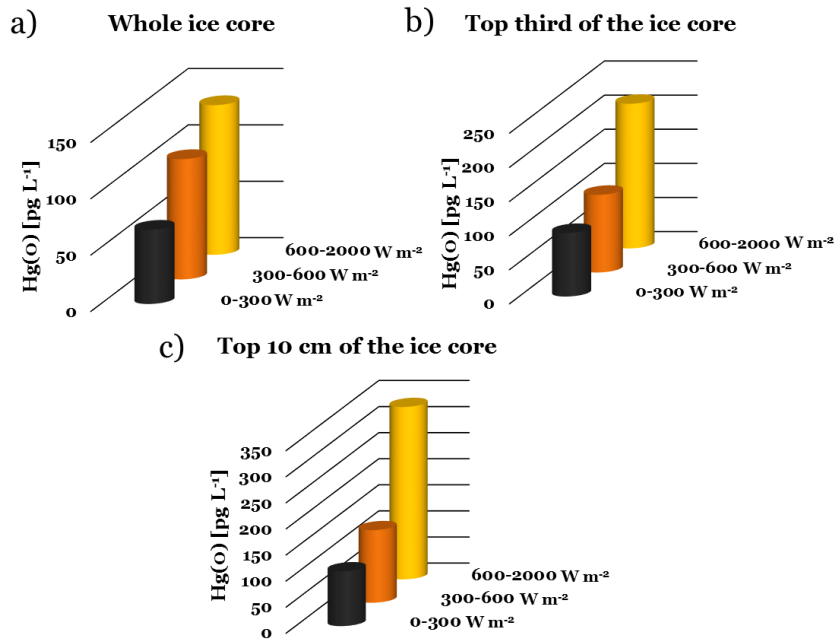 a) Whole ice core
Hg(0) [pg L⁻¹]
150
100
50
0
600-2000 W m⁻²
300-600 W m⁻²
0-300 W m⁻²
b) Top third of the ice core
Hg(0) [pg L⁻¹]
250
200
150
100
50
0
600-2000 W m⁻²
300-600 W m⁻²
0-300 W m⁻²
c) Top 10 cm of the ice core
Hg(0) [pg L⁻¹]
350
300
250
200
150
100
50
0
600-2000 W m⁻²
300-600 W m⁻²
0-300 W m⁻²